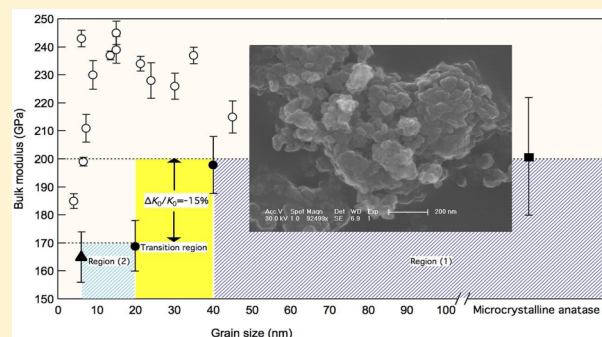 250
240
230
220
210
200
190
180
170
160
150
Bulk modulus (GPa)
ΔK₀/K₀=-15%
Transition region
Region (2)
Region (1)
Acc.V Spot Magn Det WD Exp
30.0 kV 1.0 92499x SE 6.9 1
200 nm
0 10 20 30 40 50 60 70 80 90 100
Microcrystalline anatase
Grain size (nm)